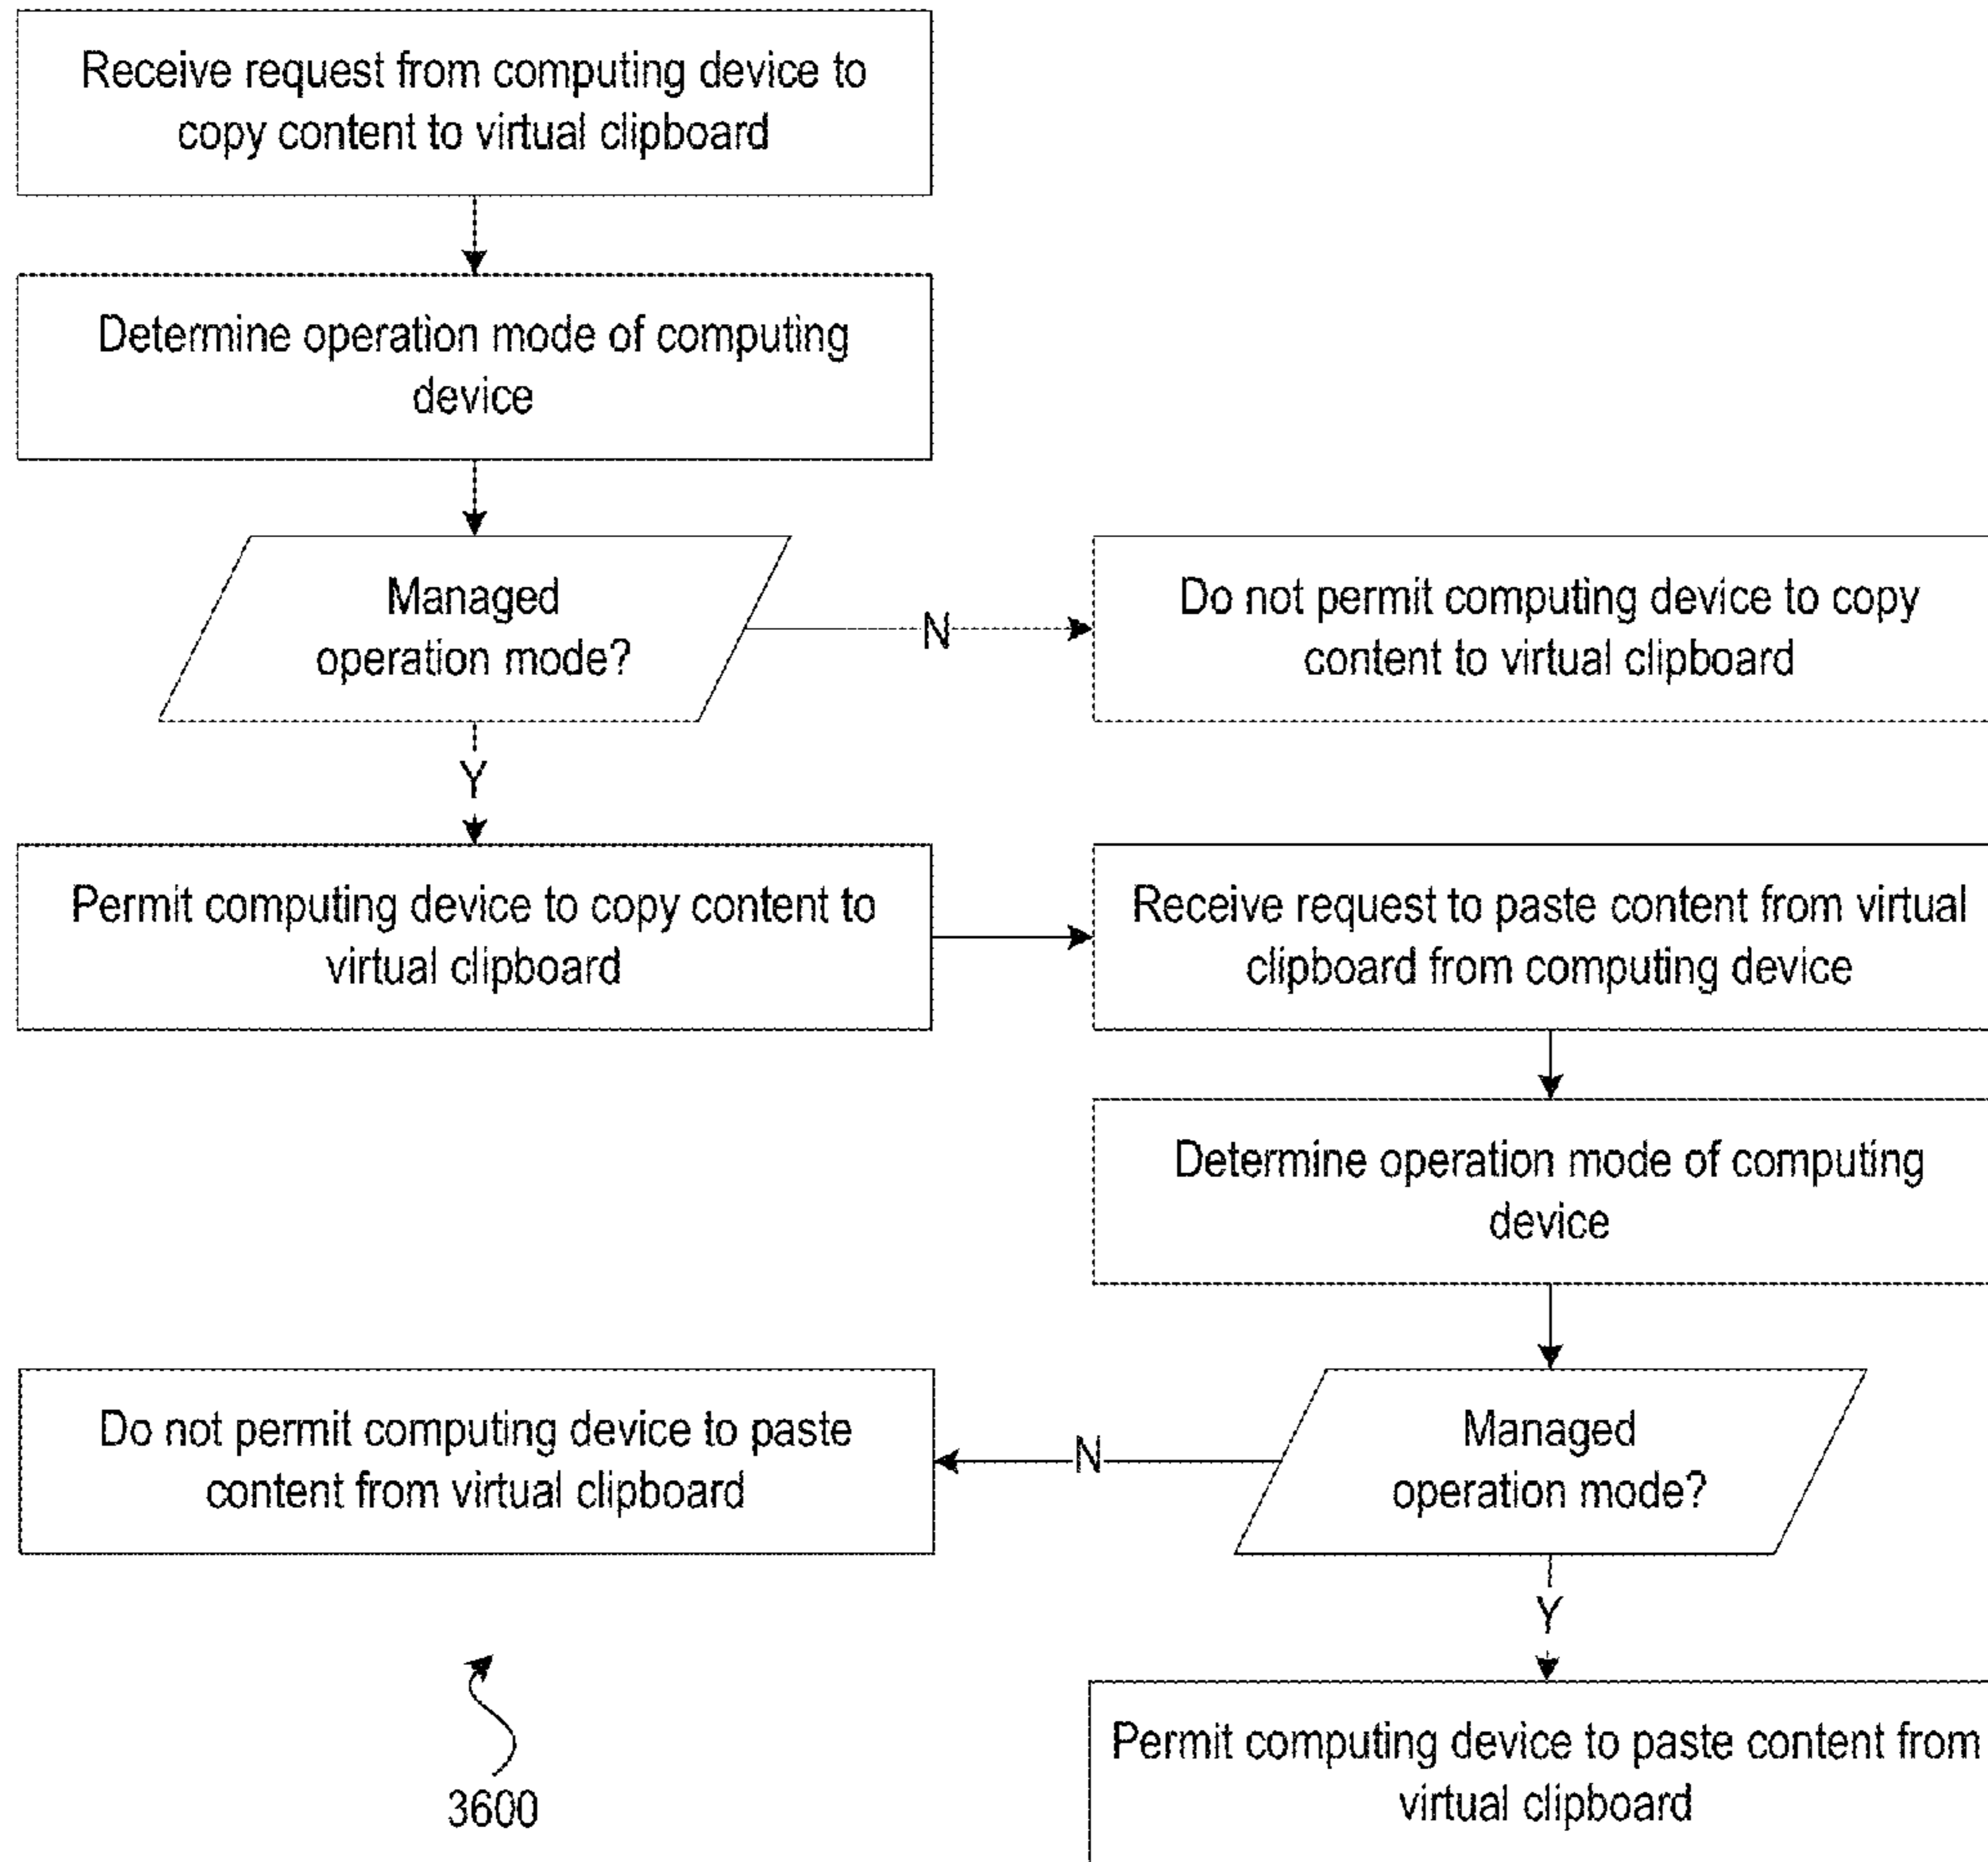 Receive request from computing device to
copy content to virtual clipboard
Determine operation mode of computing
device
Managed
operation mode?
N
Do not permit computing device to copy
content to virtual clipboard
Y
Permit computing device to copy content to
virtual clipboard
Receive request to paste content from virtual
clipboard from computing device
Determine operation mode of computing
device
Managed
operation mode?
N
Do not permit computing device to paste
content from virtual clipboard
Y
Permit computing device to paste content from
virtual clipboard
3600